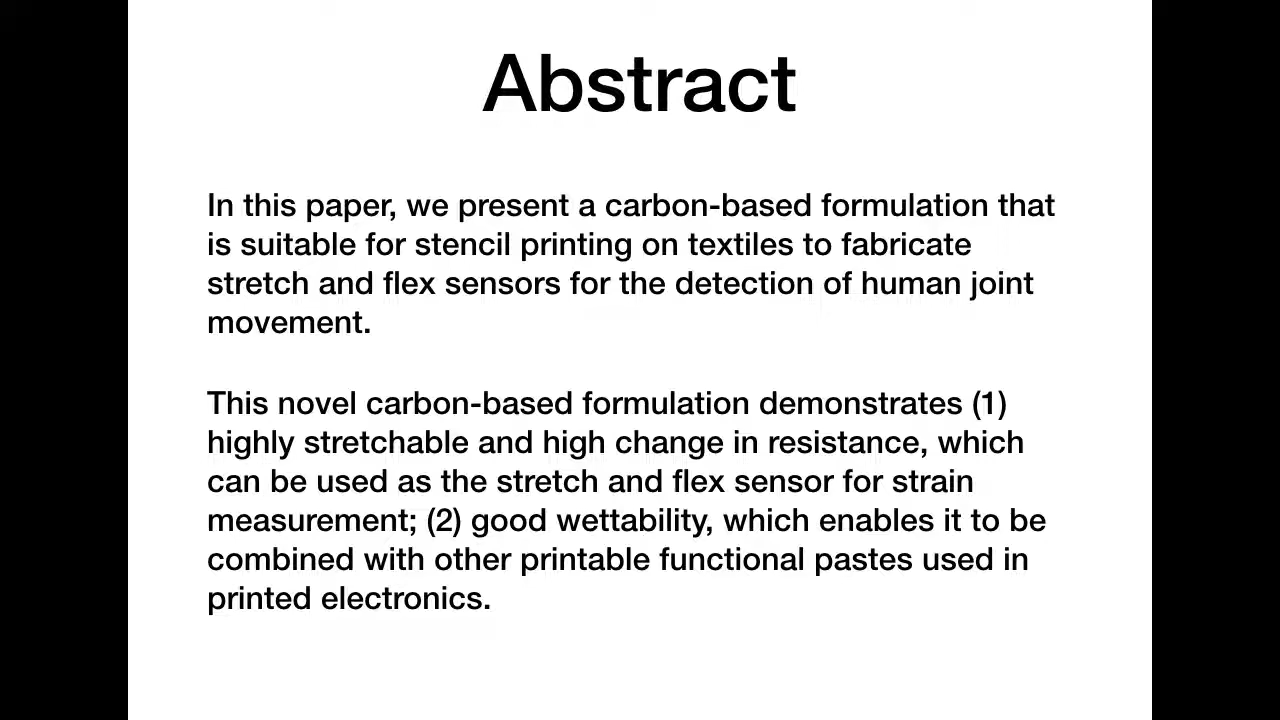 Abstract
In this paper, we present a carbon-based formulation that
is suitable for stencil printing on textiles to fabricate
stretch and flex sensors for the detection of human joint
movement.
This novel carbon-based formulation demonstrates (1)
highly stretchable and high change in resistance, which
can be used as the stretch and flex sensor for strain
measurement; (2) good wettability, which enables it to be
combined with other printable functional pastes used in
printed electronics.